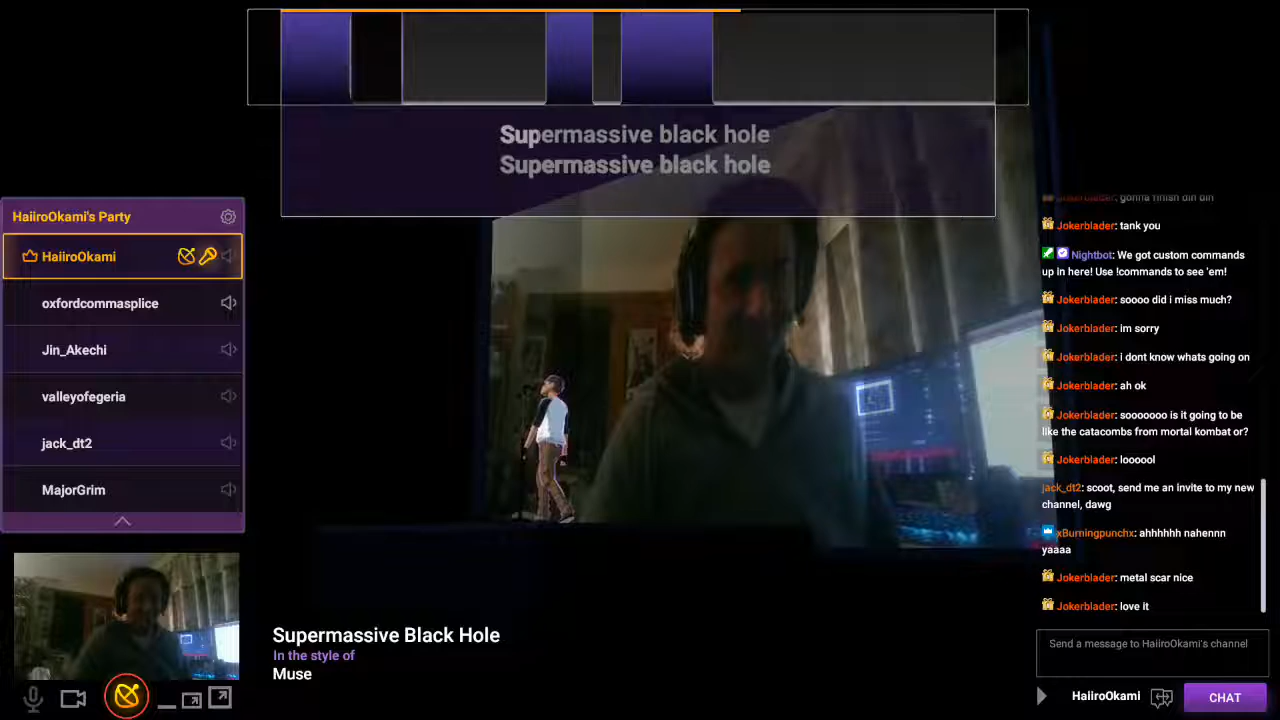 Supermassive black hole
Supermassive black hole
HaiiroOkami's Party
HaiiroOkami
oxfordcommasplice
Jin_Akechi
valleyofegeria
jack_dt2
MajorGrim
Supermassive Black Hole
In the style of
Muse
Jokerblader: gonna finish din din
Jokerblader: tank you
Nightbot: We got custom commands
up in here! Use !commands to see 'em!
Jokerblader: soooo did i miss much?
Jokerblader: im sorry
Jokerblader: i dont know whats going on
Jokerblader: ah ok
Jokerblader: sooooooo is it going to be
like the catacombs from mortal kombat or?
Jokerblader: loooool
jack_dt2: scoot, send me an invite to my new
channel, dawg
xBurningpunchx: ahhhhhh nahennn
yaaaa
Jokerblader: metal scar nice
Jokerblader: love it
Send a message to HaiiroOkami's channel
HaiiroOkami
CHAT